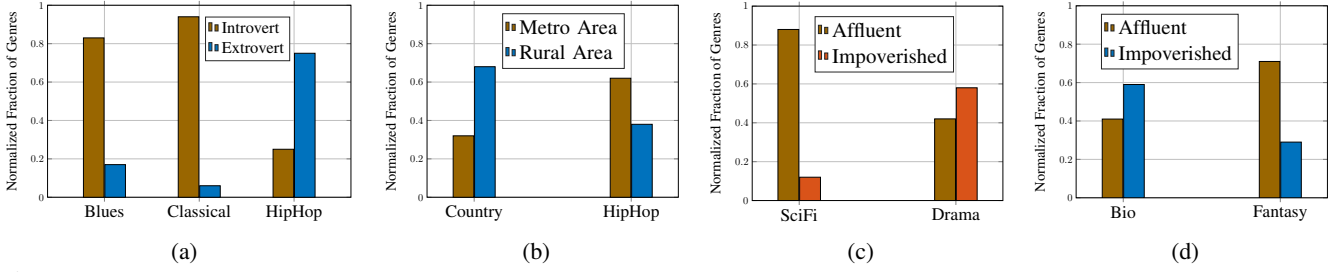 Normalized Fraction of Genres
1
0.8
0.6
0.4
0.2
0
Introvert
Extrovert
Blues
Classical
HipHop
(a)
Normalized Fraction of Genres
1
0.8
0.6
0.4
0.2
0
Metro Area
Rural Area
Country
HipHop
(b)
Normalized Fraction of Genres
1
0.8
0.6
0.4
0.2
0
Affluent
Impoverished
SciFi
Drama
(c)
Normalized Fraction of Genres
1
0.8
0.6
0.4
0.2
0
Affluent
Impoverished
Bio
Fantasy
(d)